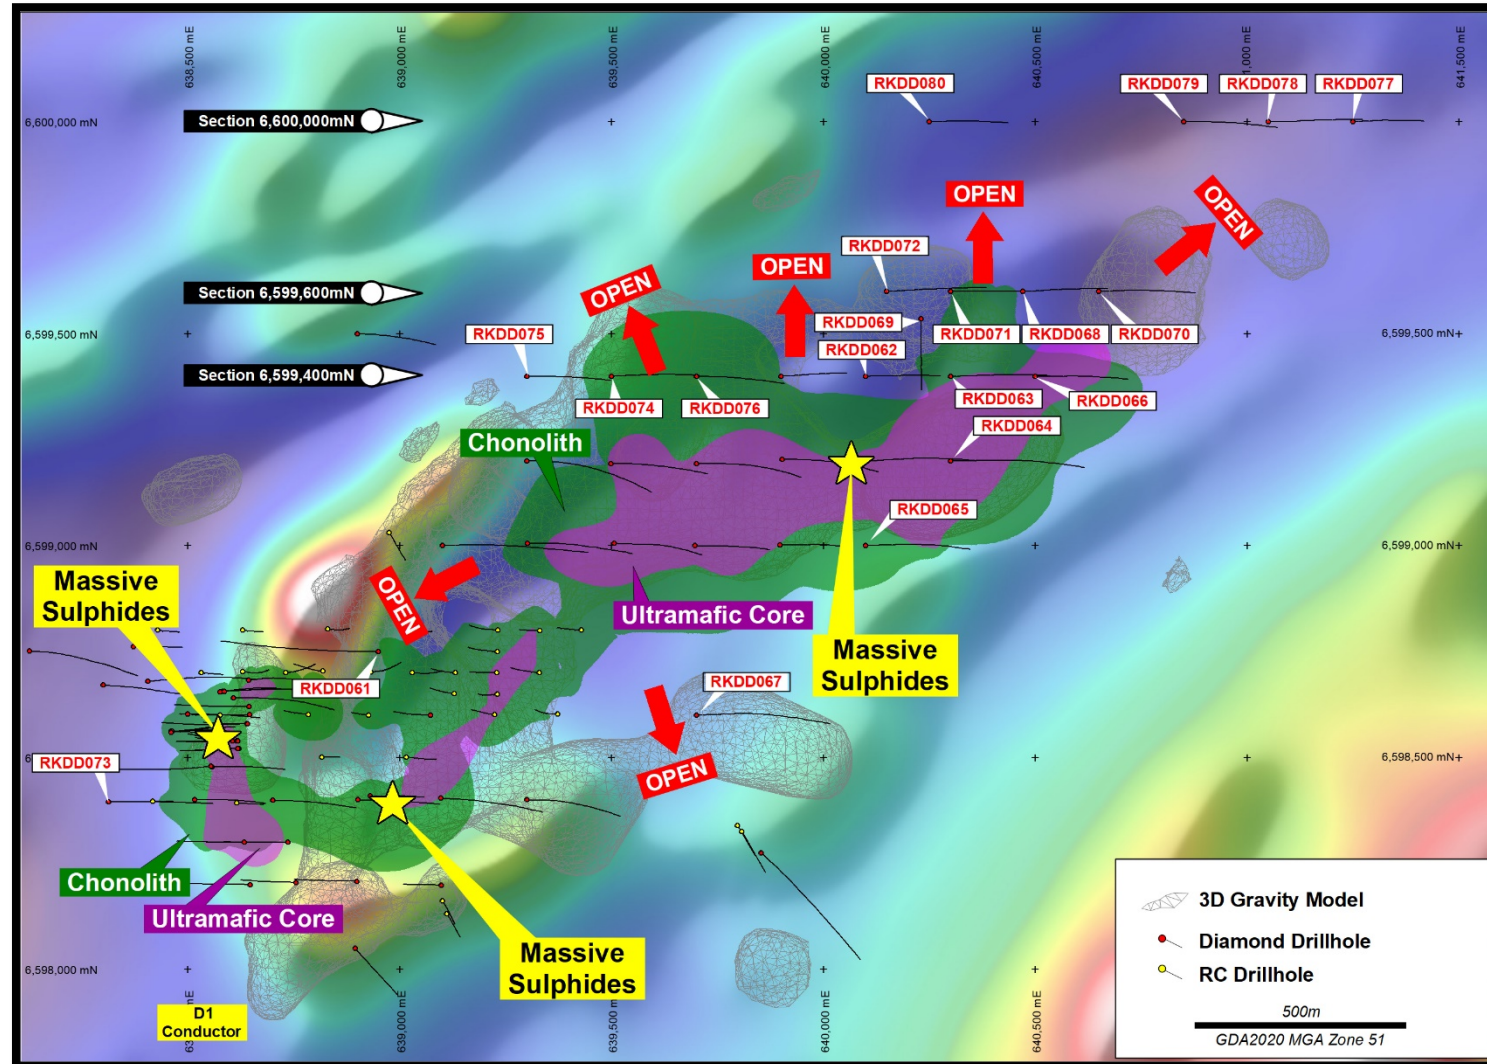 638,500 mE
639,000 mE
639,500 mE
640,000 mE
640,500 mE
1,000 mE
641,500 mE
RKDD080
RKDD079
RKDD078
RKDD077
6,600,000 mN
Section 6,600,000mN
OPEN
OPEN
RKDD072
OPEN
OPEN
Section 6,599,600mN
RKDD069
6,599,500 mN
RKDD075
RKDD071
RKDD068
RKDD070
6,599,500 mN
RKDD062
Section 6,599,400mN
RKDD074
RKDD076
RKDD063
RKDD066
Chonolith
RKDD064
RKDD065
6,599,000 mN
6,599,000 mN
Massive
Sulphides
OPEN
Ultramafic Core
Massive
Sulphides
RKDD061
RKDD067
RKDD073
6,598,500 mN
OPEN
Chonolith
Ultramafic Core
Massive
Sulphides
6,598,000 mN
D1
Conductor
mE
639,000 mE
639,500 mE
640,000 mE
640,500 mE
3D Gravity Model
Diamond Drillhole
RC Drillhole
500m
GDA2020 MGA Zone 51